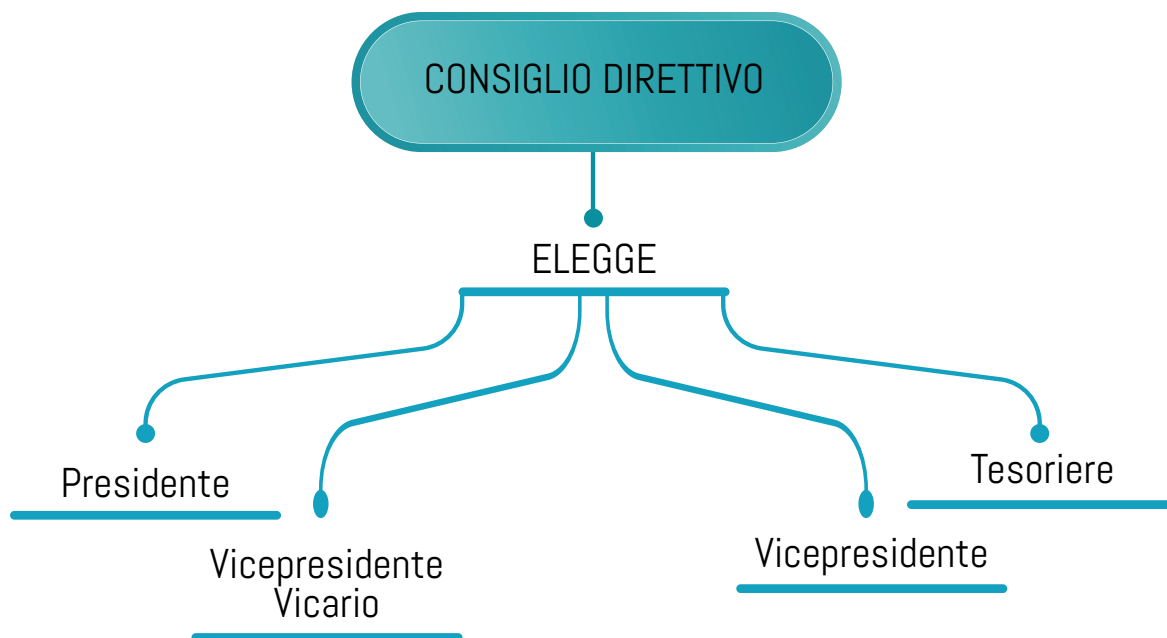 CONSIGLIO DIRETTIVO
ELEGGE
Presidente
Vicepresidente
Vicario
Vicepresidente
Tesoriere